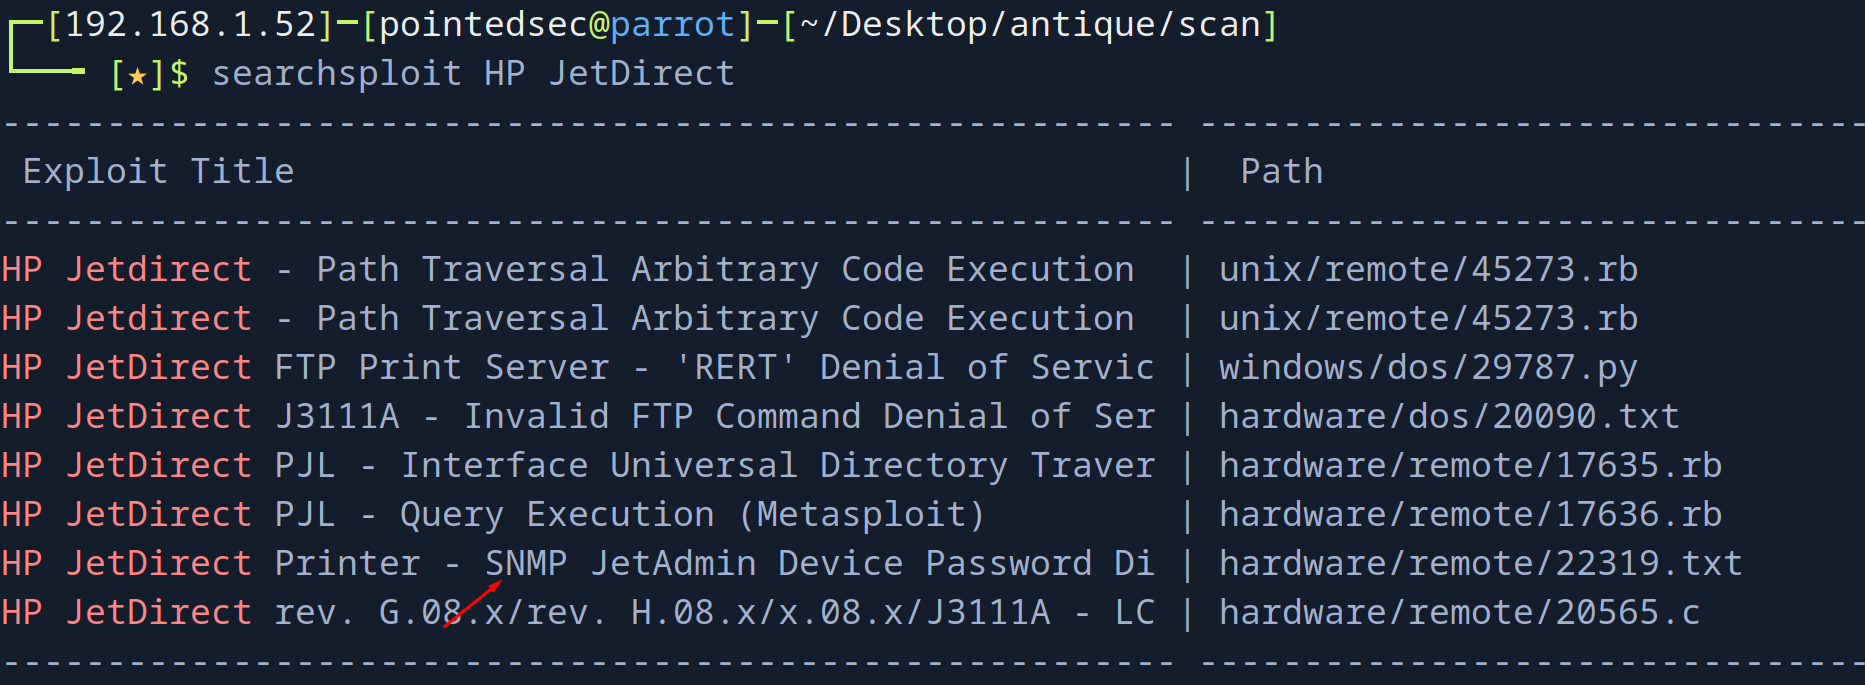 [192.168.1.52]-[pointedsec@parrot]-[~/Desktop/antique/scan]
[★]$ searchsploit HP JetDirect
--------------------------------------------------------- ---------------------------------
Exploit Title | Path
--------------------------------------------------------- ---------------------------------
HP Jetdirect - Path Traversal Arbitrary Code Execution | unix/remote/45273.rb
HP Jetdirect - Path Traversal Arbitrary Code Execution | unix/remote/45273.rb
HP JetDirect FTP Print Server - 'RERT' Denial of Servic | windows/dos/29787.py
HP JetDirect J3111A - Invalid FTP Command Denial of Ser | hardware/dos/20090.txt
HP JetDirect PJL - Interface Universal Directory Traver | hardware/remote/17635.rb
HP JetDirect PJL - Query Execution (Metasploit) | hardware/remote/17636.rb
HP JetDirect Printer - SNMP JetAdmin Device Password Di | hardware/remote/22319.txt
HP JetDirect rev. G.08.x/rev. H.08.x/x.08.x/J3111A - LC | hardware/remote/20565.c
--------------------------------------------------------- ---------------------------------